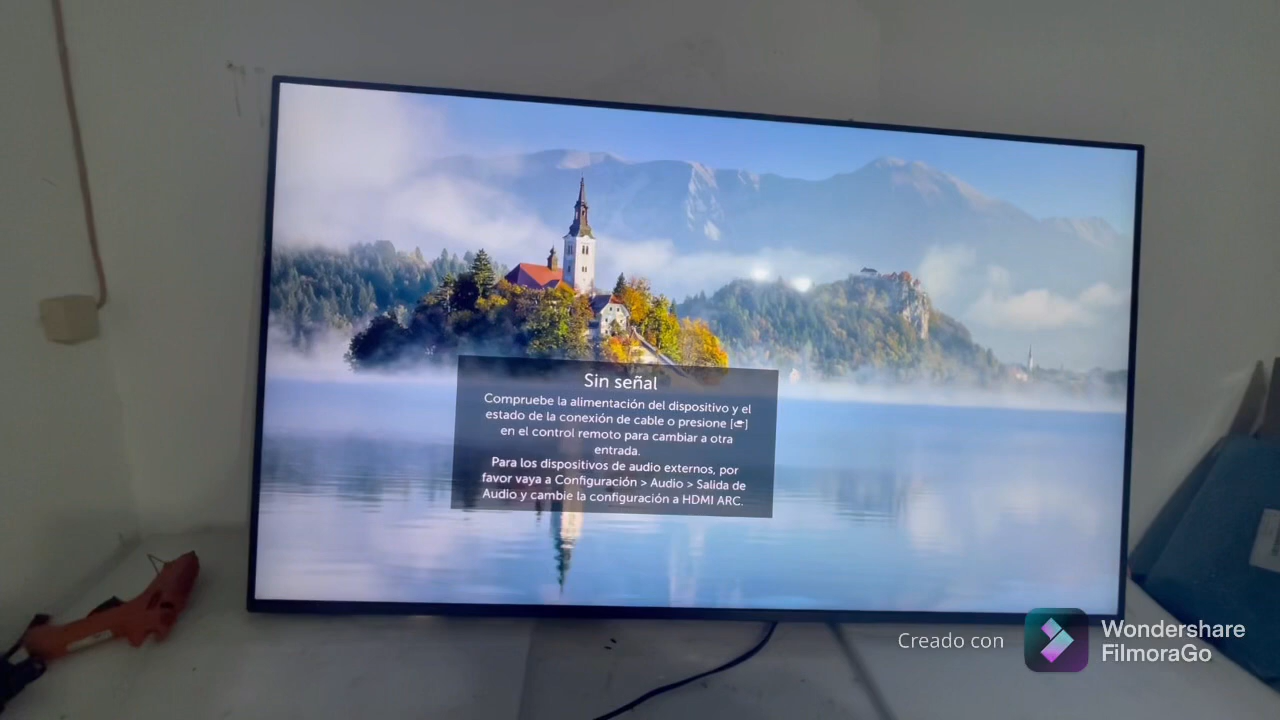 Sin señal
Compruebe la alimentación del dispositivo y el
estado de la conexión de cable o presione [
]
en el control remoto para cambiar a otra
entrada.
Para los dispositivos de audio externos, por
favor vaya a Configuración > Audio > Salida de
Audio y cambie la configuración a HDMI ARC.
Creado con
Wondershare
FilmoraGo